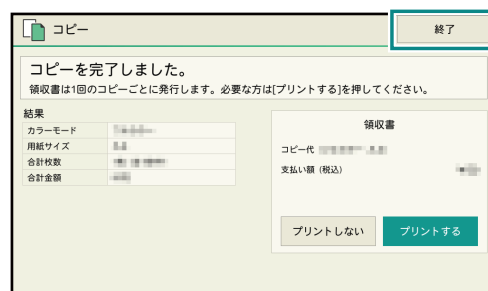 コピー
終了
コピーを完了しました。
領収書は1回のコピーごとに発行します。必要な方は[プリントする]を押してください。
結果
カラーモード
用紙サイズ
合計枚数
合計金額
領収書
コピー代
支払い額（税込）
プリントしない
プリントする